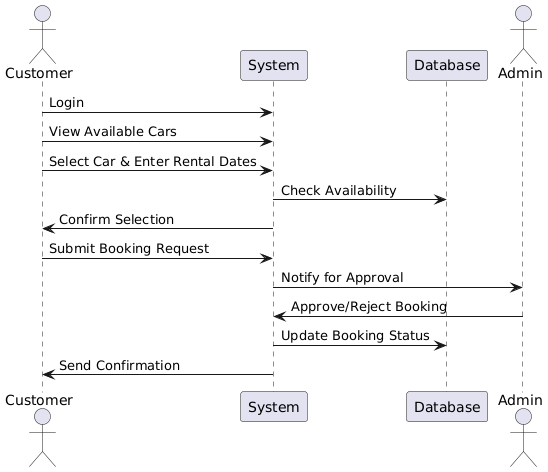 Customer
System
Database
Admin
Login
View Available Cars
Select Car & Enter Rental Dates
Check Availability
Confirm Selection
Submit Booking Request
Notify for Approval
Approve/Reject Booking
Update Booking Status
Send Confirmation
Customer
System
Database
Admin